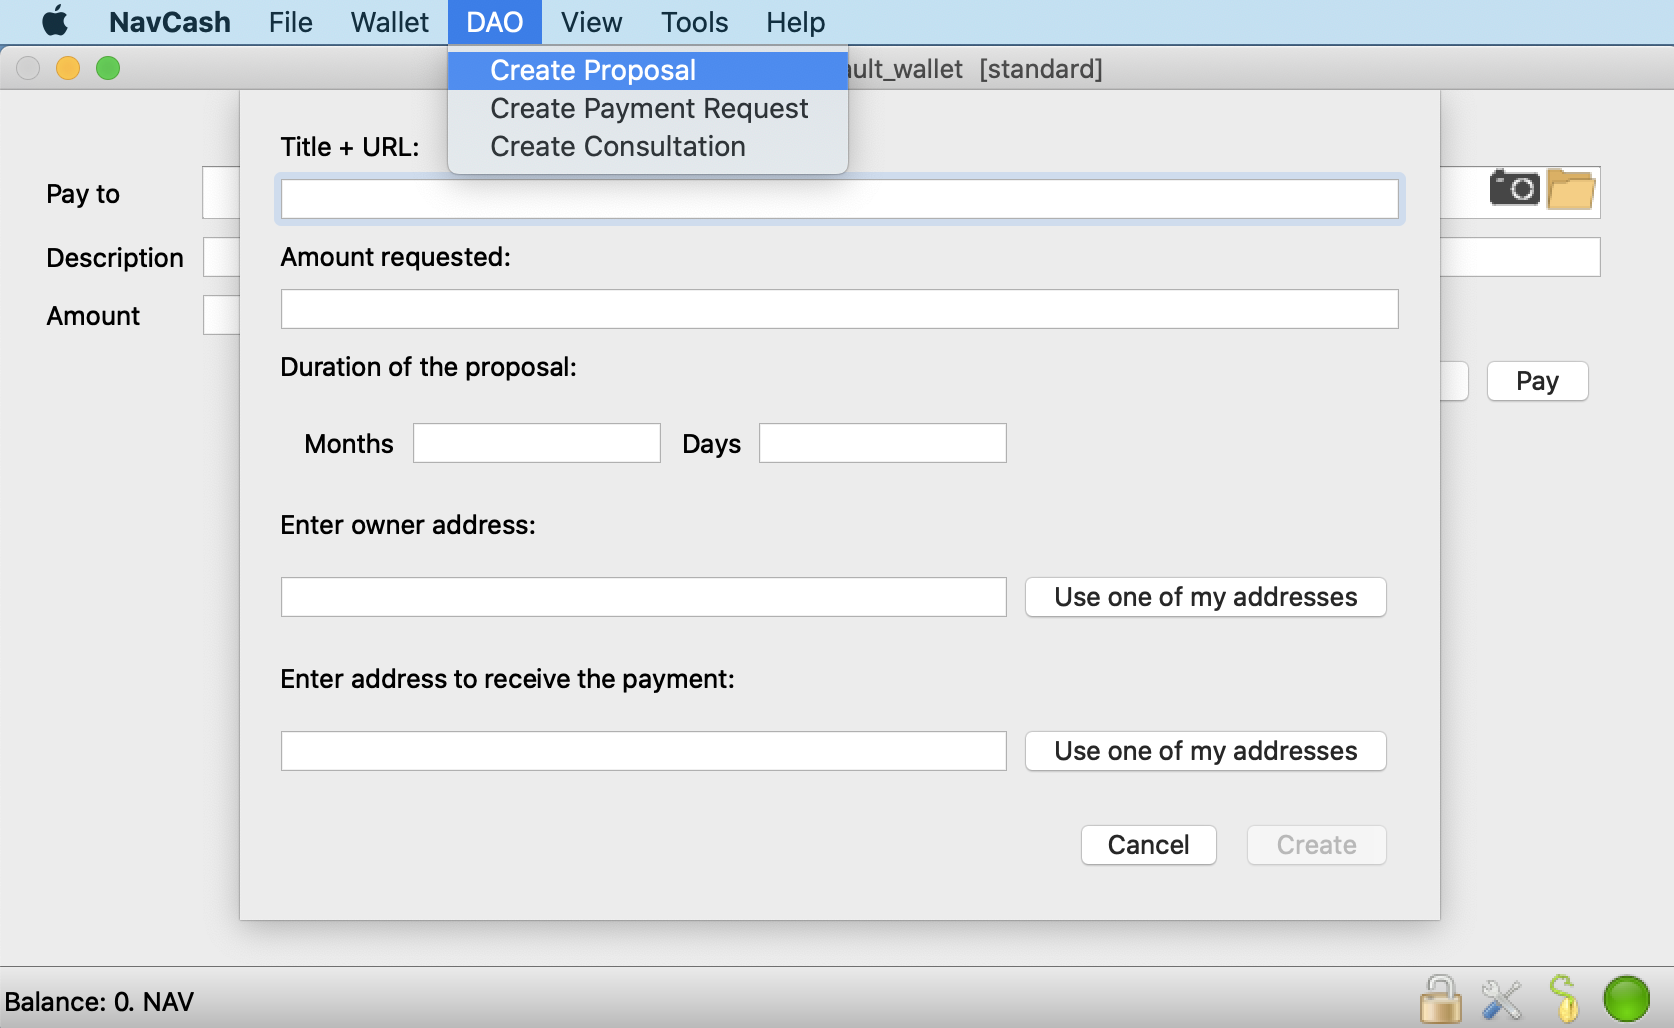 NavCash File Wallet DAO View Tools Help
Create Proposal
Create Payment Request
Create Consultation
ault_wallet [standard]
Title + URL:
Pay to
Amount requested:
Description
Amount
Duration of the proposal:
Pay
Months Days
Enter owner address:
Use one of my addresses
Enter address to receive the payment:
Use one of my addresses
Cancel Create
Balance: 0. NAV